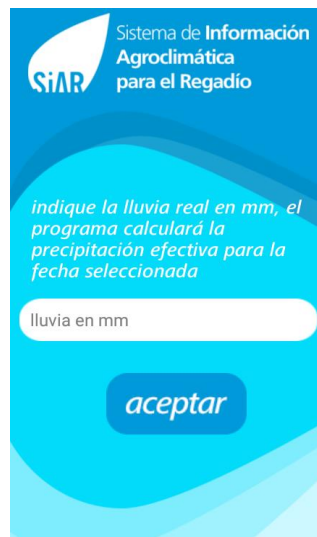 Sistema de Información
Agroclimática
para el Regadío
SiAR
indique la lluvia real en mm, el
programa calculará la
precipitación efectiva para la
fecha seleccionada
lluvia en mm
aceptar